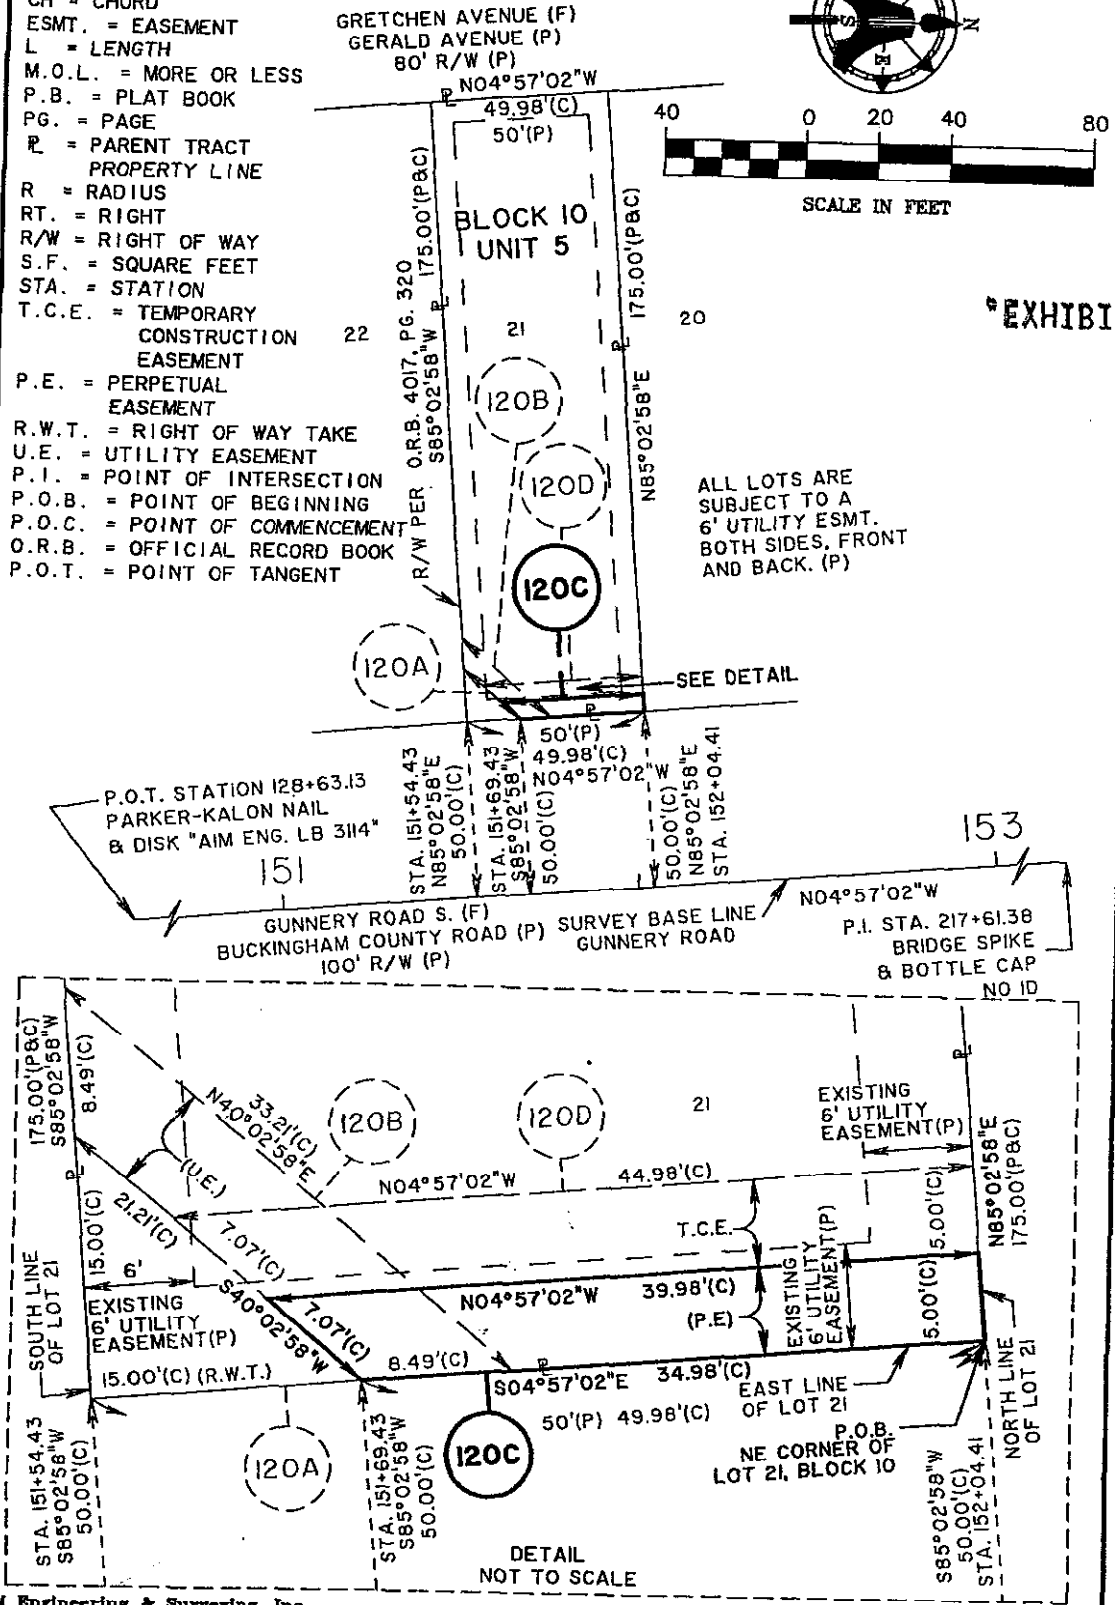 CH = CHORD
ESMT. = EASEMENT
L = LENGTH
M.O.L. = MORE OR LESS
P.B. = PLAT BOOK
PG. = PAGE
PL = PARENT TRACT
PROPERTY LINE
R = RADIUS
RT. = RIGHT
R/W = RIGHT OF WAY
S.F. = SQUARE FEET
STA. = STATION
T.C.E. = TEMPORARY
CONSTRUCTION
EASEMENT
P.E. = PERPETUAL
EASEMENT
R.W.T. = RIGHT OF WAY TAKE
U.E. = UTILITY EASEMENT
P.I. = POINT OF INTERSECTION
P.O.B. = POINT OF BEGINNING
P.O.C. = POINT OF COMMENCEMENT
O.R.B. = OFFICIAL RECORD BOOK
P.O.T. = POINT OF TANGENT
GRETCHEN AVENUE (F)
GERALD AVENUE (P)
80' R/W (P)
PL
N04°57'02"W
49.98'(C)
50'(P)
S
N
E
40 0 20 40 80
SCALE IN FEET
"EXHIBI
BLOCK 10
UNIT 5
175.00'(P&C)
PL
S85°02'58"W
R/W PER O.R.B. 4017, PG. 320
175.00'(P&C)
PL
N85°02'58"E
22
21
20
120B
120D
120C
120A
ALL LOTS ARE
SUBJECT TO A
6' UTILITY ESMT.
BOTH SIDES, FRONT
AND BACK. (P)
SEE DETAIL
PL
50'(P)
49.98'(C)
N04°57'02"W
STA. 151+54.43
N85°02'58"E
50.00'(C)
STA. 151+69.43
S85°02'58"W
50.00'(C)
50.00'(C)
N85°02'58"E
STA. 152+04.41
P.O.T. STATION 128+63.13
PARKER-KALON NAIL
& DISK "AIM ENG. LB 3114"
151
153
GUNNERY ROAD S. (F)
BUCKINGHAM COUNTY ROAD (P)
100' R/W (P)
SURVEY BASE LINE
GUNNERY ROAD
N04°57'02"W
P.I. STA. 217+61.38
BRIDGE SPIKE
& BOTTLE CAP
NO ID
175.00'(P&C)
S85°02'58"W
8.49'(C)
PL
33.21'(C)
N40°02'58"E
(U.E.)
120B
120D
21
EXISTING
6' UTILITY
EASEMENT(P)
PL
N85°02'58"E
175.00'(P&C)
N04°57'02"W 44.98'(C)
T.C.E.
5.00'(C)
21.21'(C)
7.07'(C)
15.00'(C)
6'
EXISTING
6' UTILITY
EASEMENT(P)
SOUTH LINE
OF LOT 21
S40°02'58"W
7.07'(C)
N04°57'02"W 39.98'(C)
(P.E)
EXISTING
6' UTILITY
EASEMENT(P)
5.00'(C)
15.00'(C) (R.W.T.)
8.49'(C)
PL
S04°57'02"E 34.98'(C)
50'(P) 49.98'(C)
EAST LINE
OF LOT 21
P.O.B.
NE CORNER OF
LOT 21, BLOCK 10
NORTH LINE
OF LOT 21
STA. 151+54.43
S85°02'58"W
50.00'(C)
120A
STA. 151+69.43
S85°02'58"W
50.00'(C)
120C
S85°02'58"W
50.00'(C)
STA. 152+04.41
DETAIL
NOT TO SCALE
Engineering & Surveying, Inc.